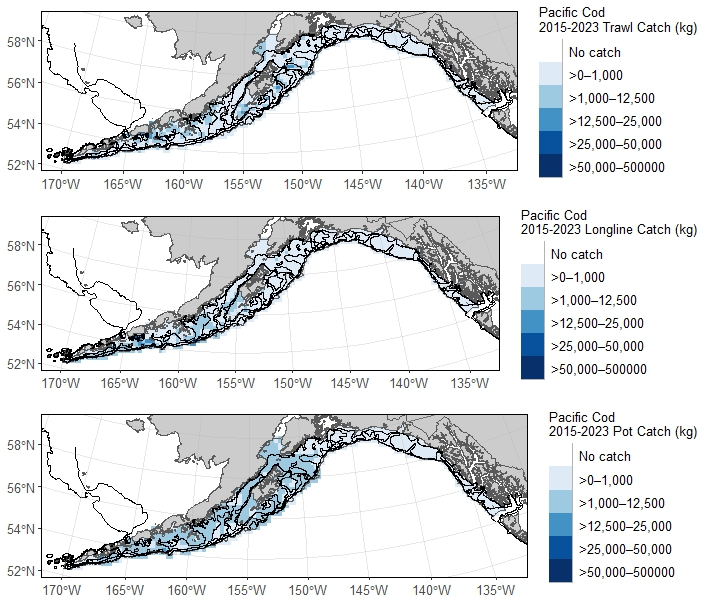 Pacific Cod
2015-2023 Trawl Catch (kg)
No catch
>0–1,000
>1,000–12,500
>12,500–25,000
>25,000–50,000
>50,000–500000
58°N
56°N
54°N
52°N
170°W 165°W 160°W 155°W 150°W 145°W 140°W 135°W
Pacific Cod
2015-2023 Longline Catch (kg)
No catch
>0–1,000
>1,000–12,500
>12,500–25,000
>25,000–50,000
>50,000–500000
58°N
56°N
54°N
52°N
170°W 165°W 160°W 155°W 150°W 145°W 140°W 135°W
Pacific Cod
2015-2023 Pot Catch (kg)
No catch
>0–1,000
>1,000–12,500
>12,500–25,000
>25,000–50,000
>50,000–500000
58°N
56°N
54°N
52°N
170°W 165°W 160°W 155°W 150°W 145°W 140°W 135°W